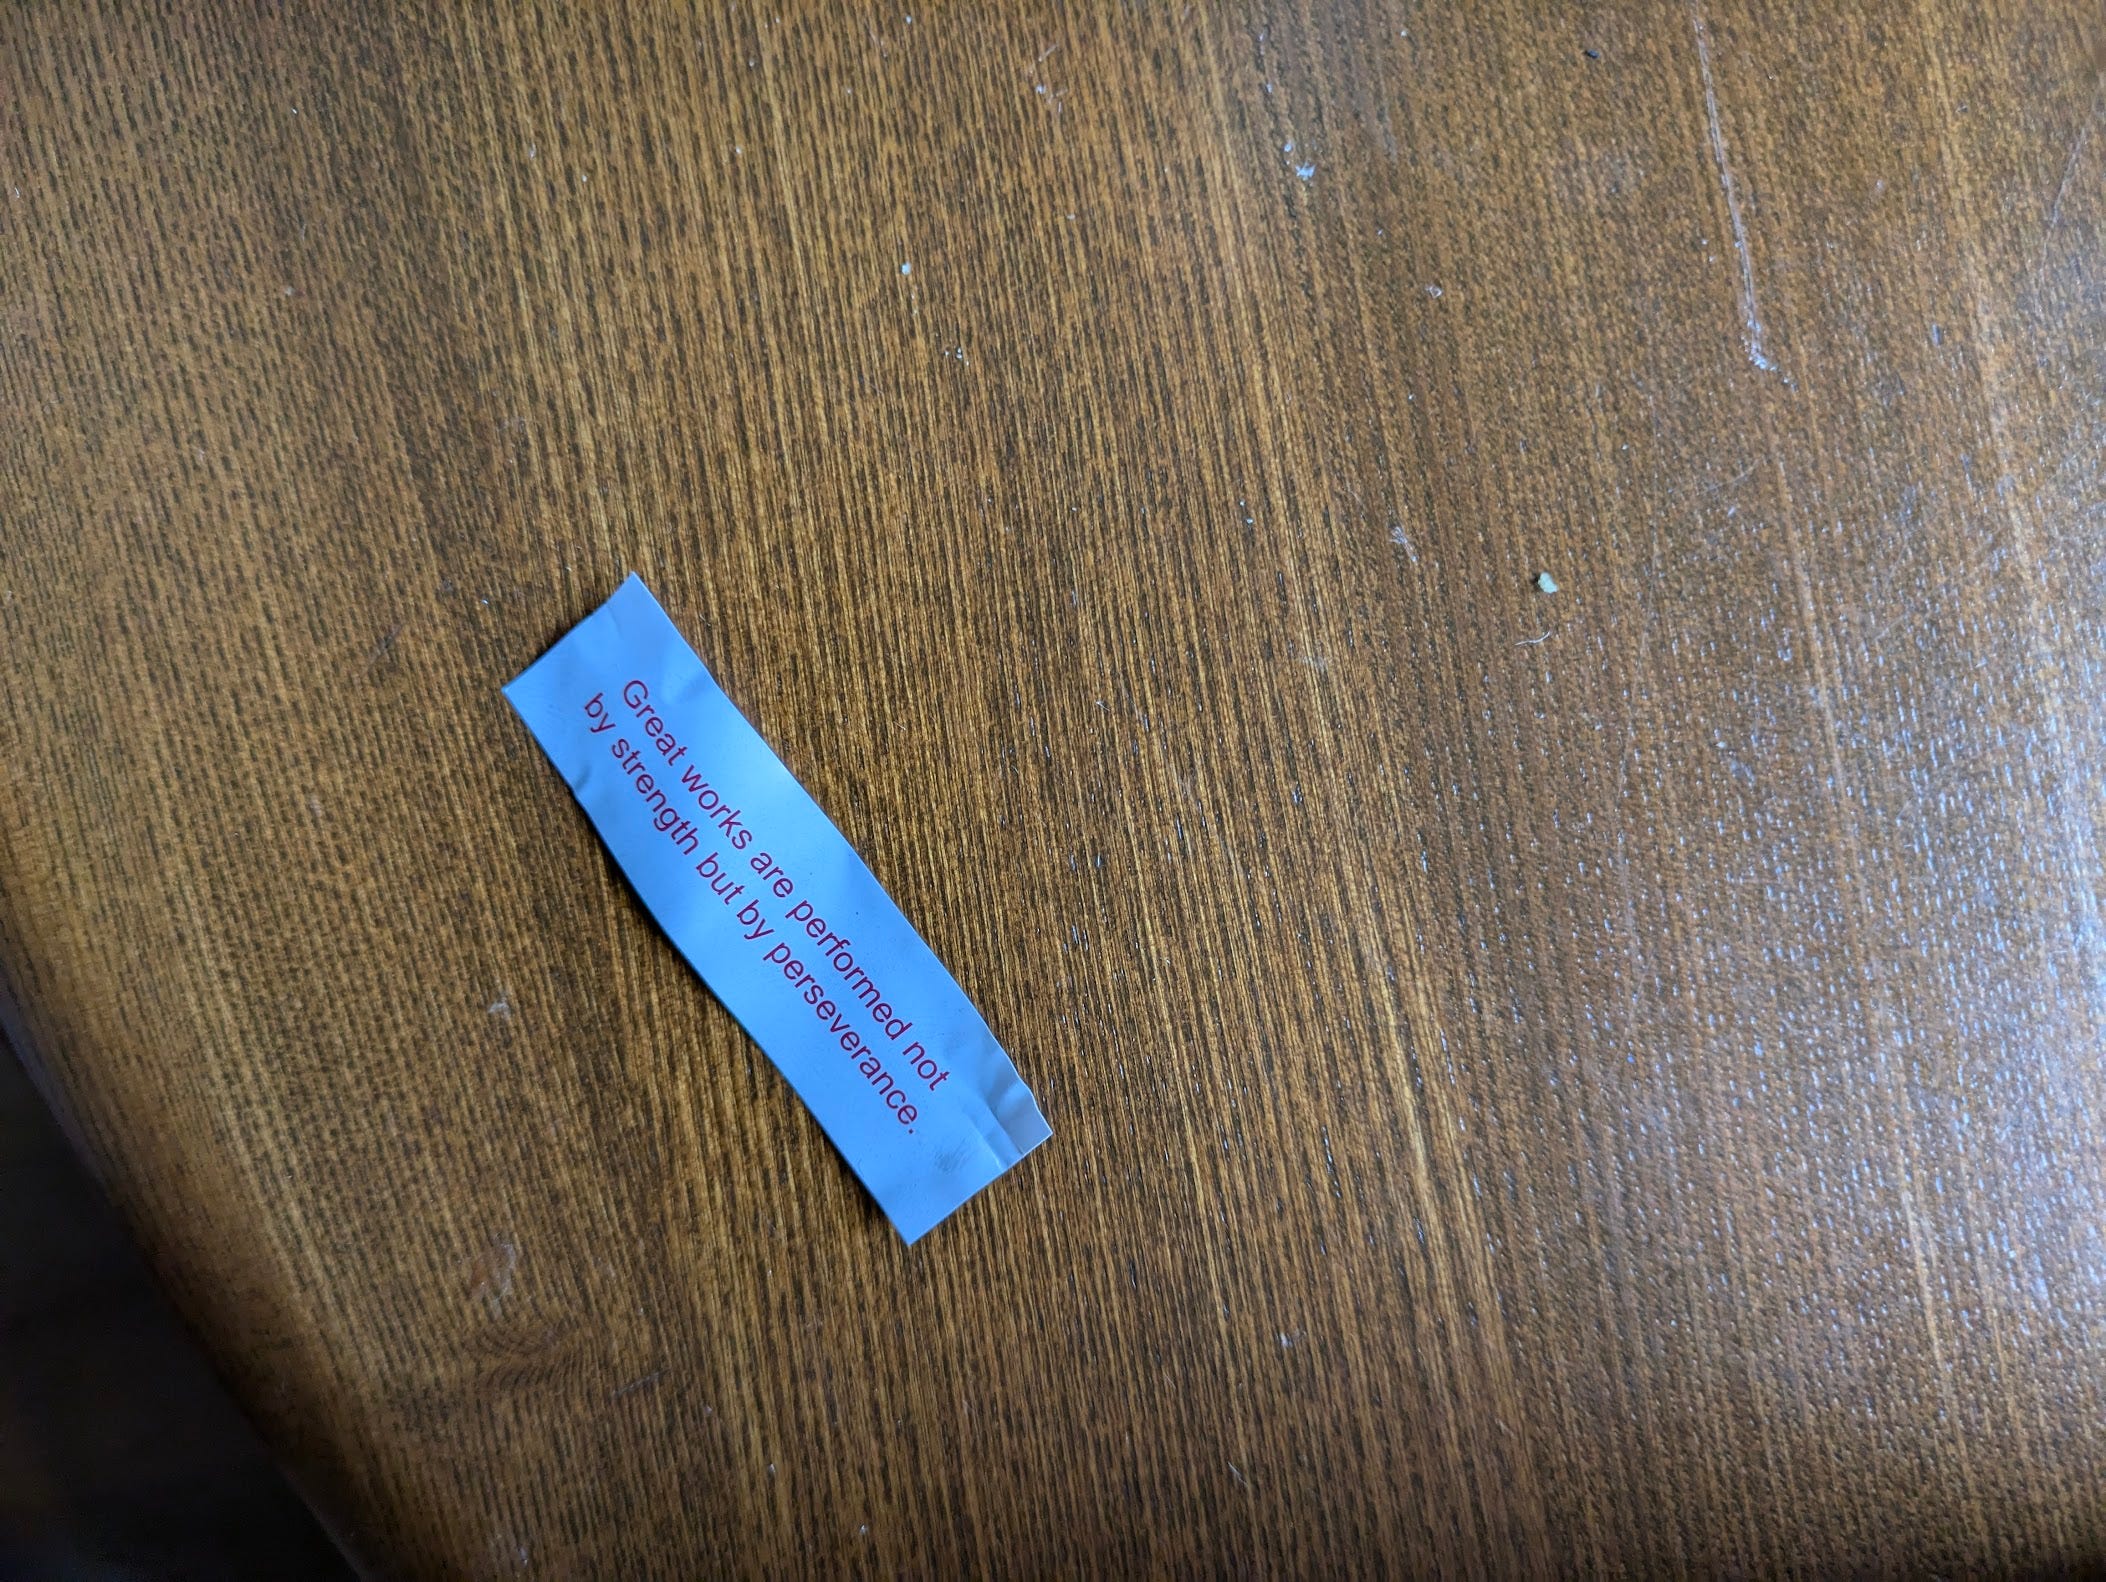 Great works are performed not
by strength but by perseverance.